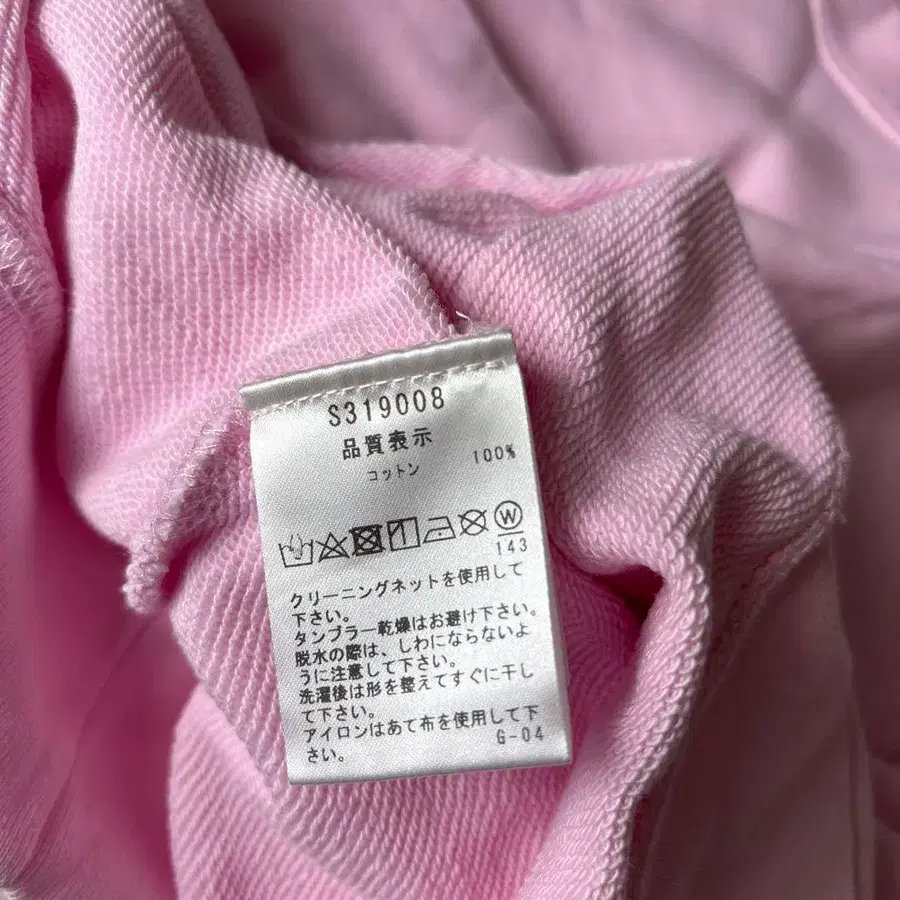 S319008
品質表示
コットン 100%
W
143
クリーニングネットを使用して
下さい。
タンブラー乾燥はお避け下さい。
脱水の際は、しわにならないよ
うに注意して下さい。
洗濯後は形を整えてすぐに干し
て下さい。
アイロンはあて布を使用して下
さい。
G-04